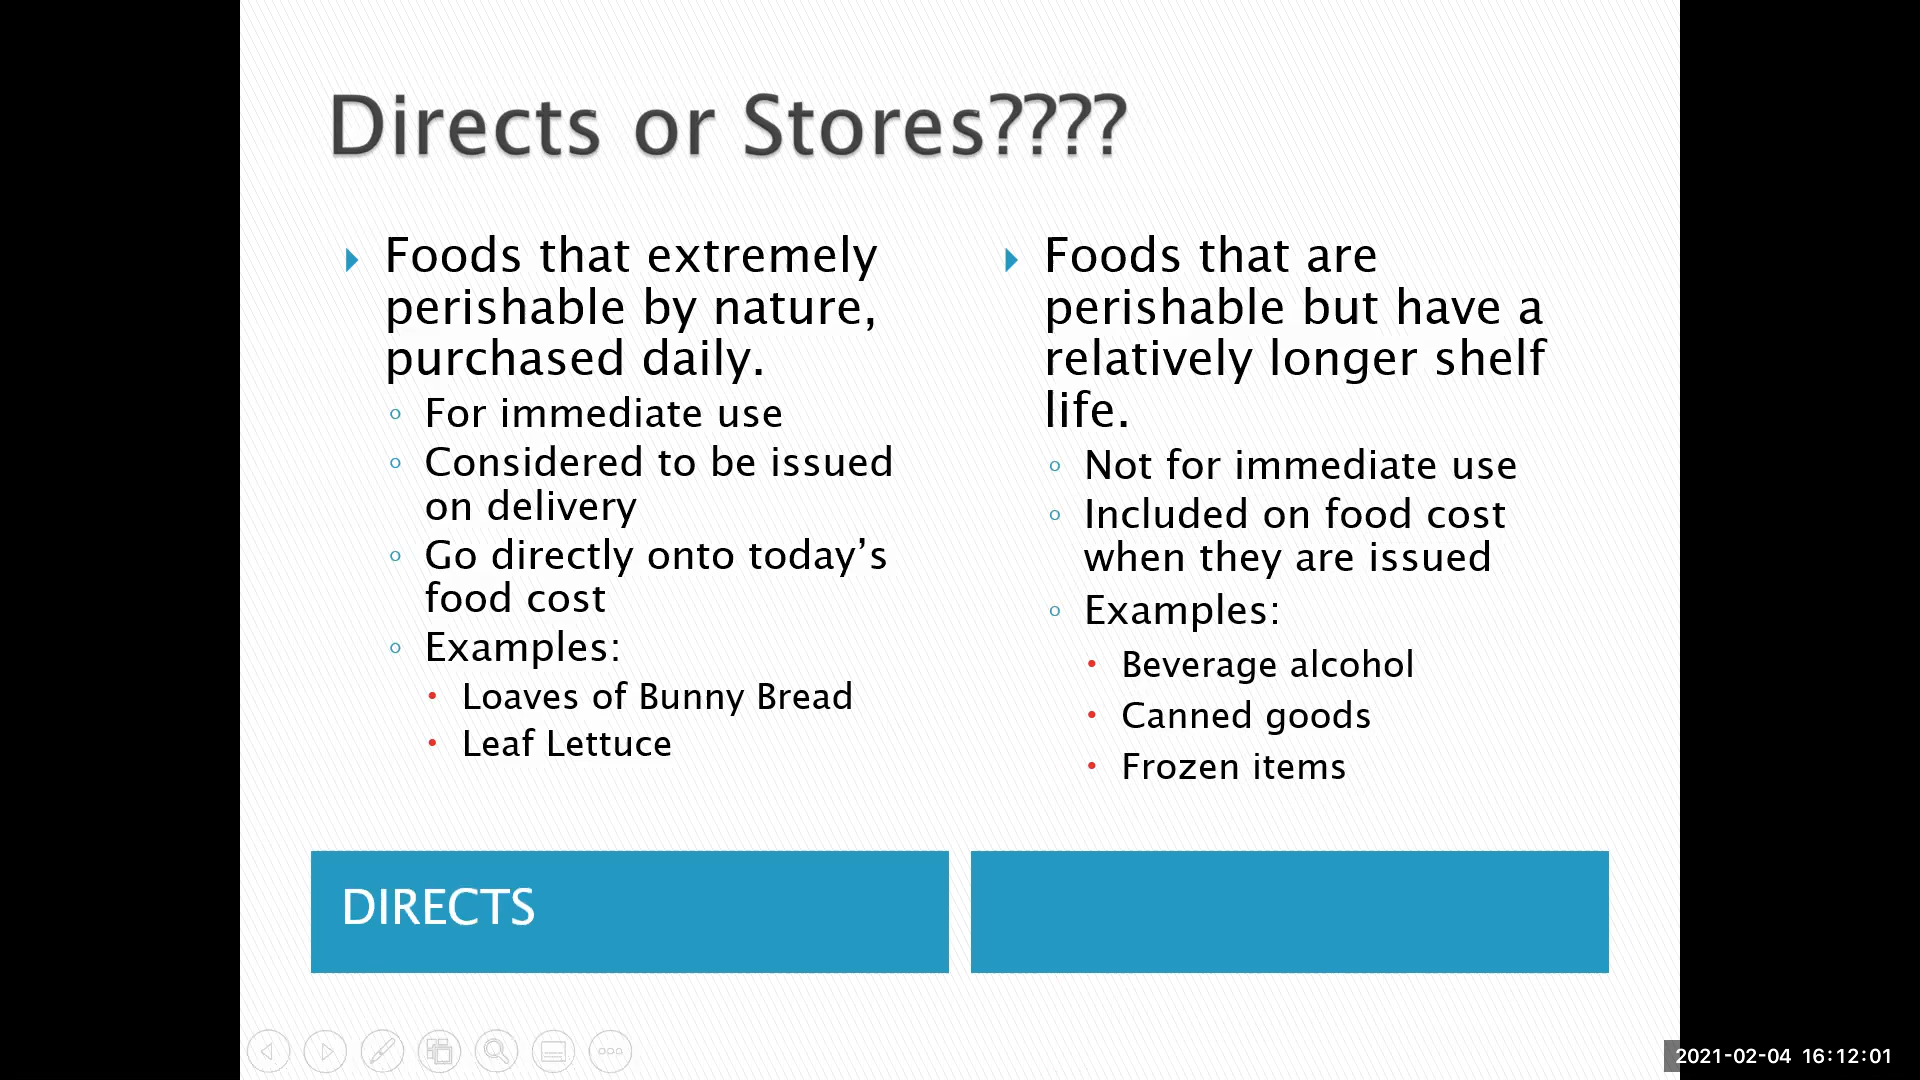 Directs or Stores????
Foods that extremely
perishable by nature,
purchased daily.
For immediate use
Considered to be issued
on delivery
Go directly onto today’s
food cost
Examples:
Loaves of Bunny Bread
Leaf Lettuce
DIRECTS
Foods that are
perishable but have a
relatively longer shelf
life.
Not for immediate use
Included on food cost
when they are issued
Examples:
Beverage alcohol
Canned goods
Frozen items
2021-02-04 16:12:01